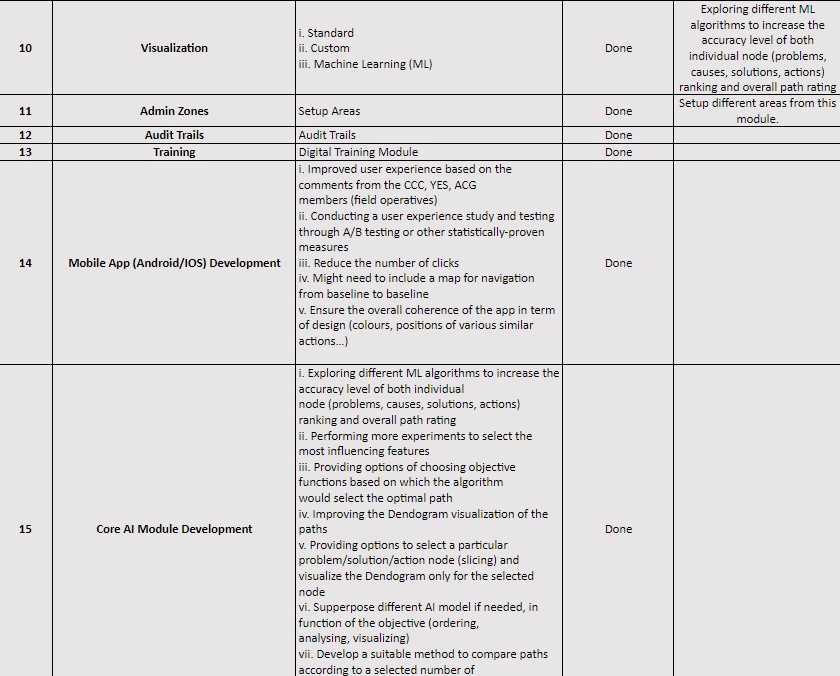 10
Visualization
i. Standard
ii. Custom
iii. Machine Learning (ML)
Done
Exploring different ML
algorithms to increase the
accuracy level of both
individual node (problems,
causes, solutions, actions)
ranking and overall path rating
11
Admin Zones
Setup Areas
Done
Setup different areas from this
module.
12
Audit Trails
Audit Trails
Done
13
Training
Digital Training Module
Done
14
Mobile App (Android/IOS) Development
i. Improved user experience based on the
comments from the CCC, YES, ACG
members (field operatives)
ii. Conducting a user experience study and testing
through A/B testing or other statistically-proven
measures
iii. Reduce the number of clicks
iv. Might need to include a map for navigation
from baseline to baseline
v. Ensure the overall coherence of the app in term
of design (colours, positions of various similar
actions...)
Done
15
Core AI Module Development
i. Exploring different ML algorithms to increase the
accuracy level of both individual
node (problems, causes, solutions, actions)
ranking and overall path rating
ii. Performing more experiments to select the
most influencing features
iii. Providing options of choosing objective
functions based on which the algorithm
would select the optimal path
iv. Improving the Dendogram visualization of the
paths
v. Providing options to select a particular
problem/solution/action node (slicing) and
visualize the Dendogram only for the selected
node
vi. Supperpose different AI model if needed, in
function of the objective (ordering,
analysing, visualizing)
vii. Develop a suitable method to compare paths
according to a selected number of
Done